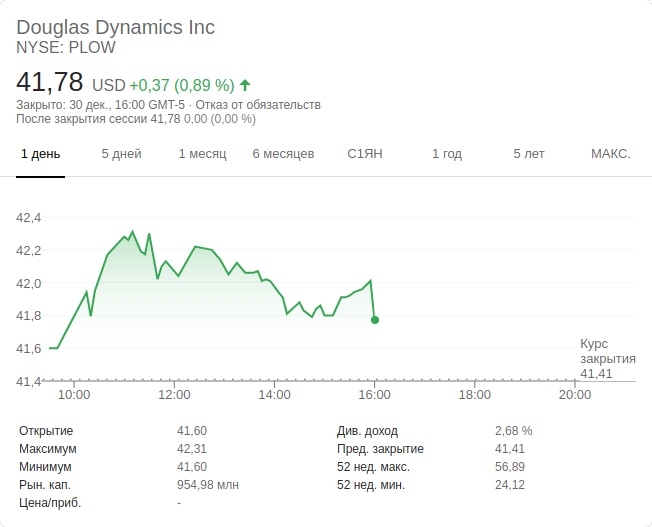 Douglas Dynamics Inc
NYSE: PLOW
41,78 USD +0,37 (0,89 %)
Закрыто: 30 дек., 16:00 GMT-5 · Отказ от обязательств
После закрытия сессии 41,78 0,00 (0,00 %)
1 день 5 дней 1 месяц 6 месяцев С1ЯН 1 год 5 лет МАКС.
42,4
42,2
42,0
41,8
41,6
41,4
Курс
закрытия
41,41
10:00 12:00 14:00 16:00 18:00 20:00
Открытие 41,60 Див. доход 2,68 %
Максимум 42,31 Пред. закрытие 41,41
Минимум 41,60 52 нед. макс. 56,89
Рын. кап. 954,98 млн 52 нед. мин. 24,12
Цена/приб. -